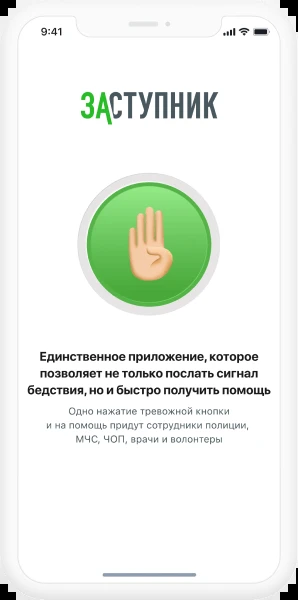 9:41
ЗАСТУПНИК
Единственное приложение, которое
позволяет не только послать сигнал
бедствия, но и быстро получить помощь
Одно нажатие тревожной кнопки
и на помощь придут сотрудники полиции,
МЧС, ЧОП, врачи и волонтеры